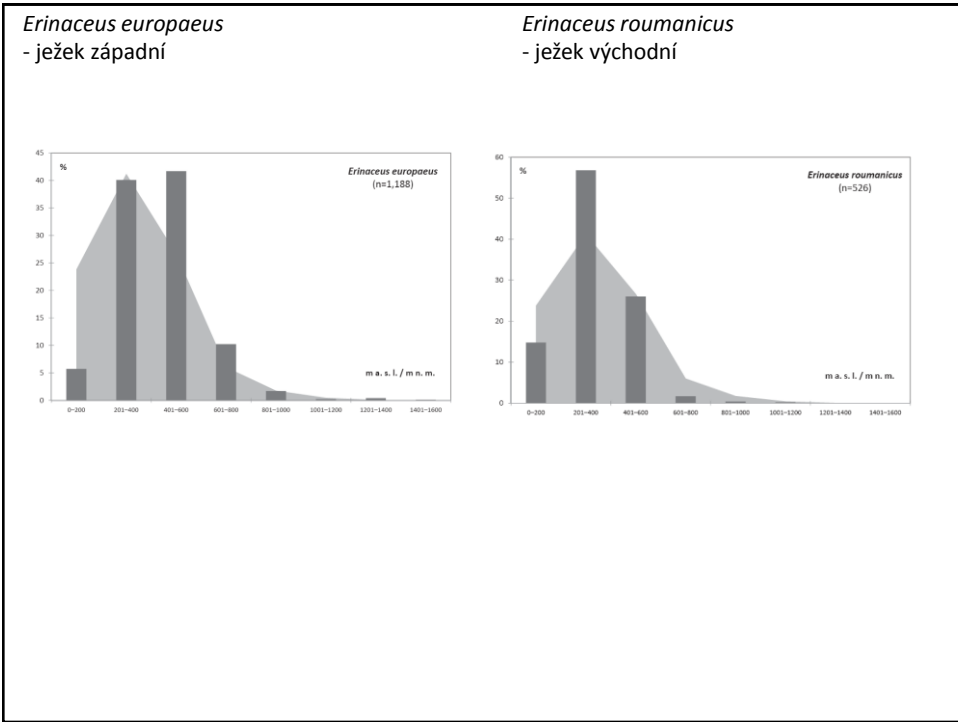 Erinaceus europaeus
- ježek západní
Erinaceus roumanicus
- ježek východní
45
40
35
30
25
20
15
10
5
0
%
Erinaceus europaeus
(n=1,188)
m a. s. l. / m n. m.
0–200 201–400 401–600 601–800 801–1000 1001–1200 1201–1400 1401–1600
60
50
40
30
20
10
0
%
Erinaceus roumanicus
(n=526)
m a. s. l. / m n. m.
0–200 201–400 401–600 601–800 801–1000 1001–1200 1201–1400 1401–1600